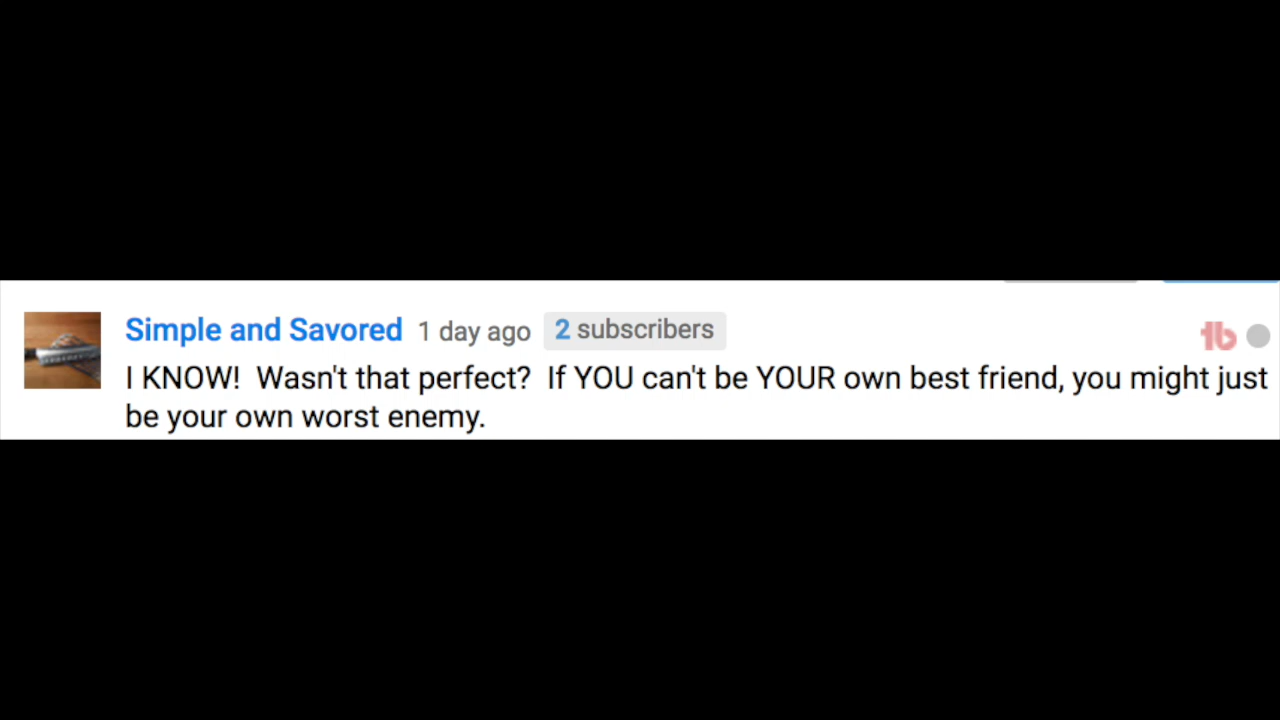 Simple and Savored 1 day ago 2 subscribers
I KNOW!  Wasn't that perfect?  If YOU can't be YOUR own best friend, you might just
be your own worst enemy.